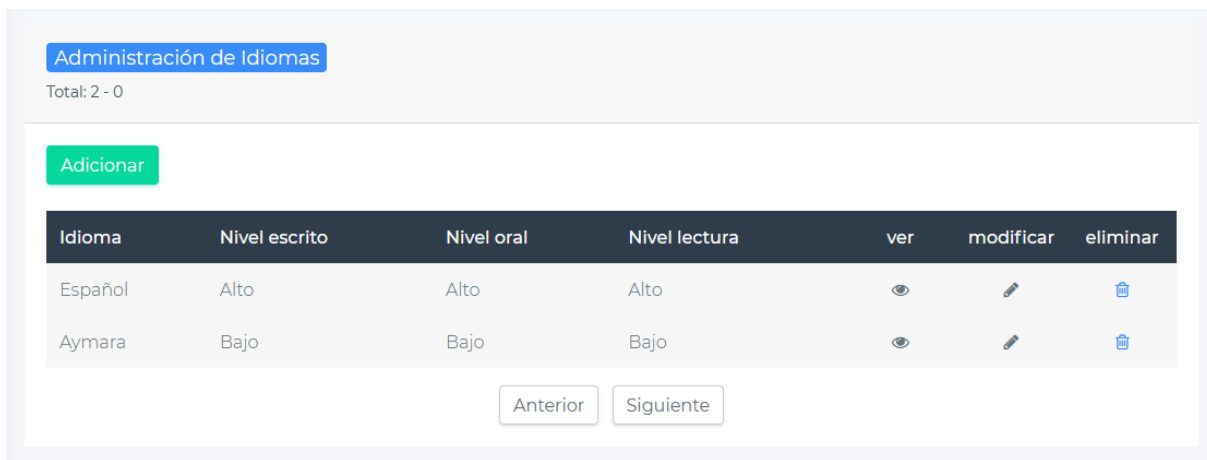 Administración de Idiomas
Total: 2 - 0
Adicionar
Idioma Nivel escrito Nivel oral Nivel lectura ver modificar eliminar
Español Alto Alto Alto
Aymara Bajo Bajo Bajo
Anterior Siguiente